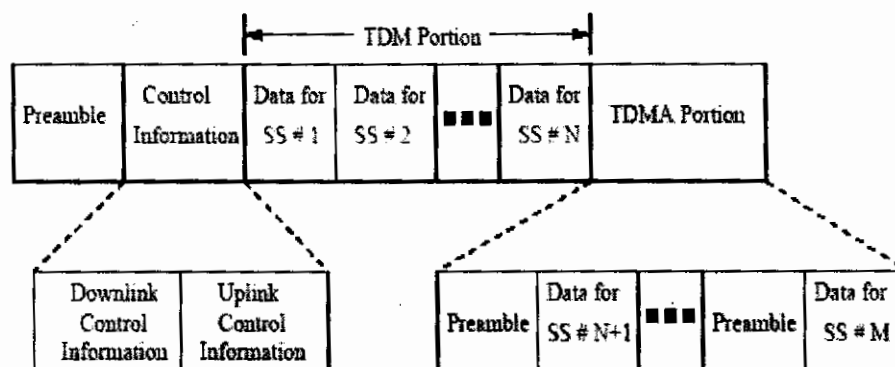 TDM Portion
Preamble
Control
Information
Data for
SS # 1
Data for
SS # 2
Data for
SS # N
TDMA Portion
Downlink
Control
Information
Uplink
Control
Information
Preamble
Data for
SS # N+1
Preamble
Data for
SS # M